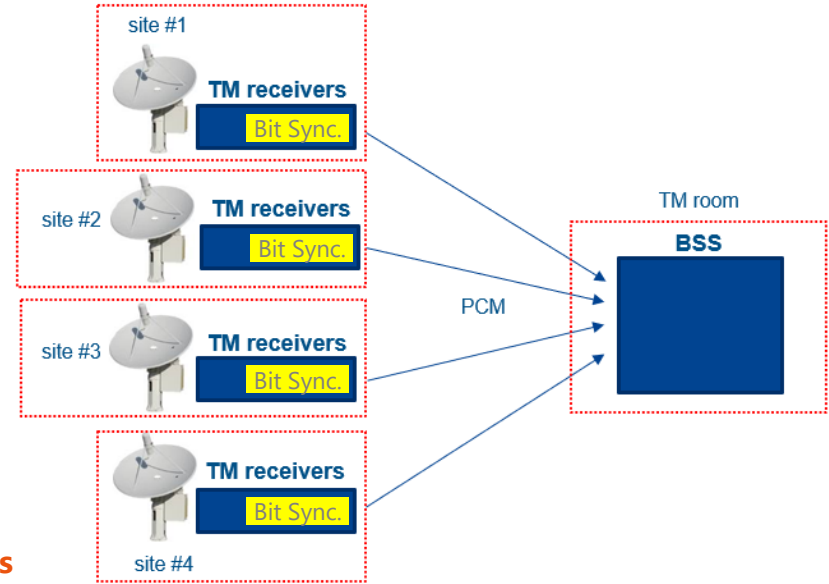 site #1
TM receivers
Bit Sync.
site #2
TM receivers
Bit Sync.
TM room
BSS
PCM
site #3
TM receivers
Bit Sync.
TM receivers
Bit Sync.
site #4
s